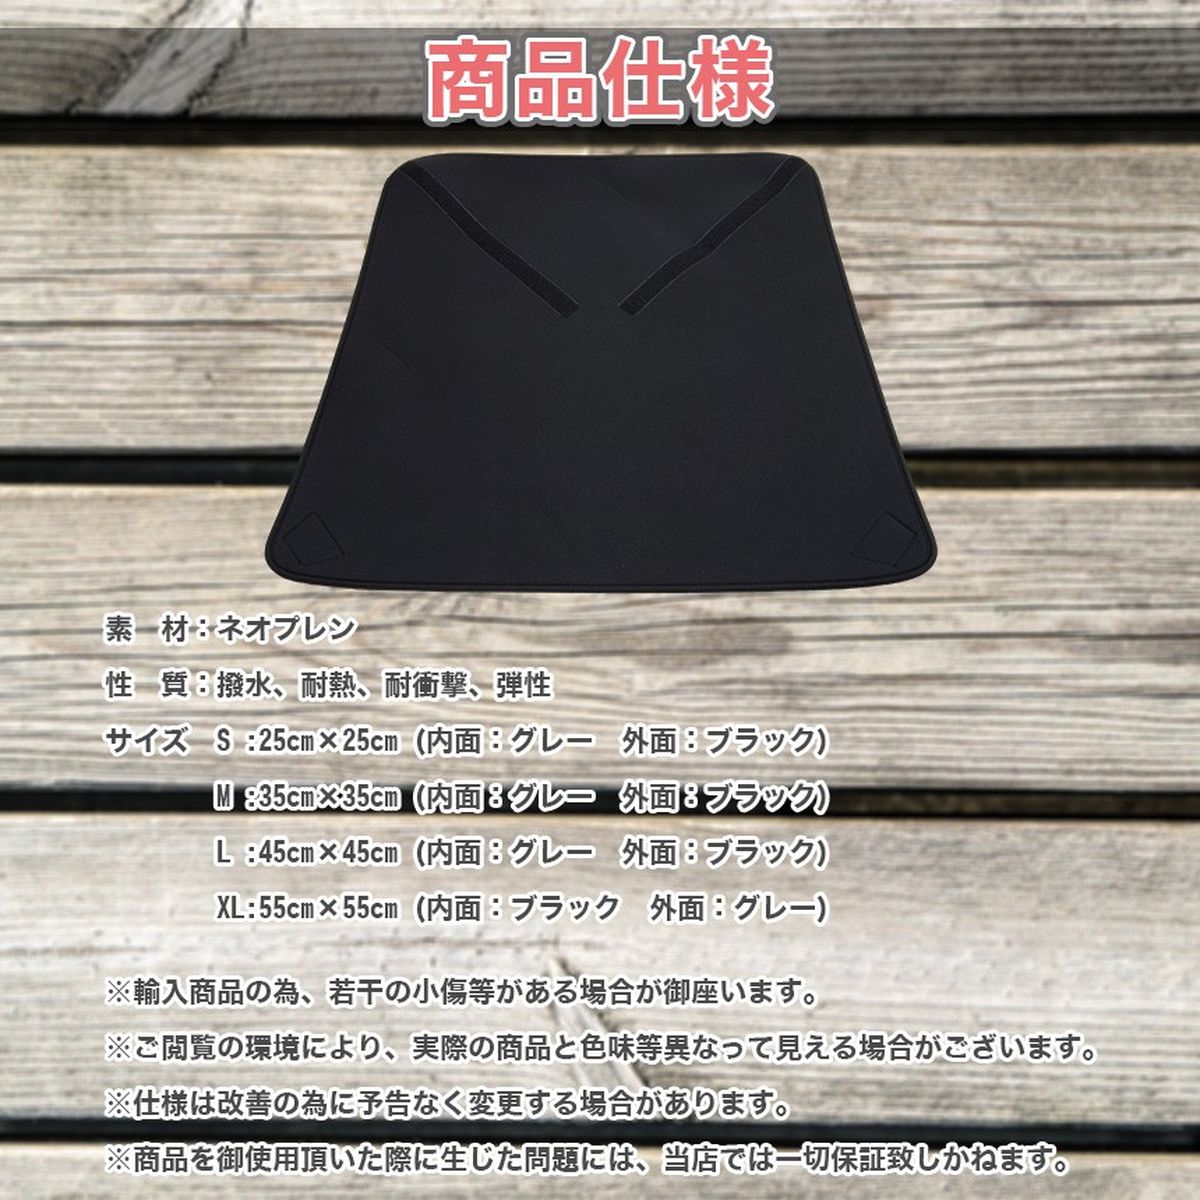 商品仕様
素　材：ネオプレン
性　質：撥水、耐熱、耐衝撃、弾性
サイズ　S :25cm×25cm (内面：グレー　外面：ブラック)
M :35cm×35cm (内面：グレー　外面：ブラック)
L :45cm×45cm (内面：グレー　外面：ブラック)
XL:55cm×55cm (内面：ブラック　外面：グレー)
※輸入商品の為、若干の小傷等がある場合が御座います。
※ご閲覧の環境により、実際の商品と色味等異なって見える場合がございます。
※仕様は改善の為に予告なく変更する場合があります。
※商品を御使用頂いた際に生じた問題には、当店では一切保証致しかねます。